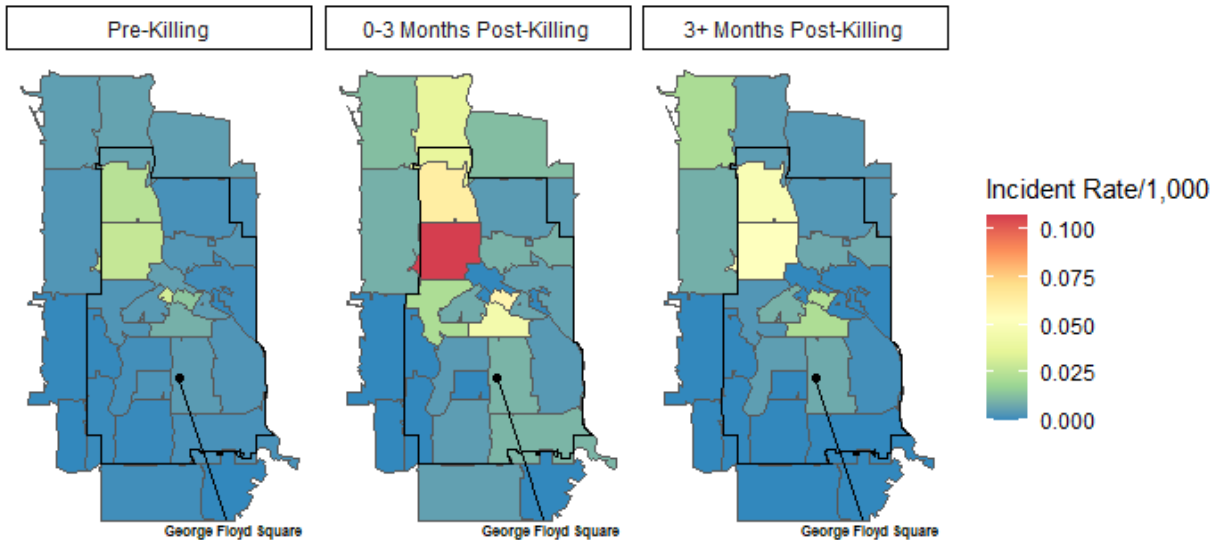 Pre-Killing
0-3 Months Post-Killing
3+ Months Post-Killing
Incident Rate/1,000
0.100
0.075
0.050
0.025
0.000
George Floyd Square
George Floyd Square
George Floyd Square